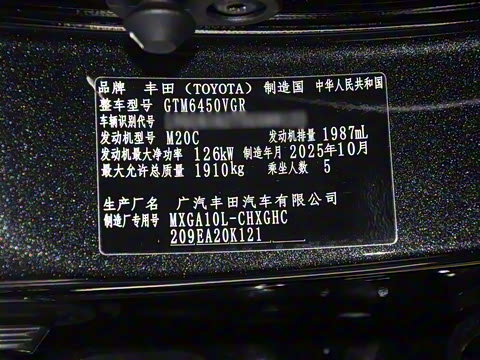 品牌 丰田（TOYOTA） 制造国 中华人民共和国
整车型号 GTM6450VGR
车辆识别代号
发动机型号 M20C 发动机排量 1987mL
发动机最大净功率 126kW 制造年月 2025年10月
最大允许总质量 1910kg 乘坐人数 5
生产厂名 广汽丰田汽车有限公司
制造厂专用号 MXGA10L-CHXGHC
209EA20K121